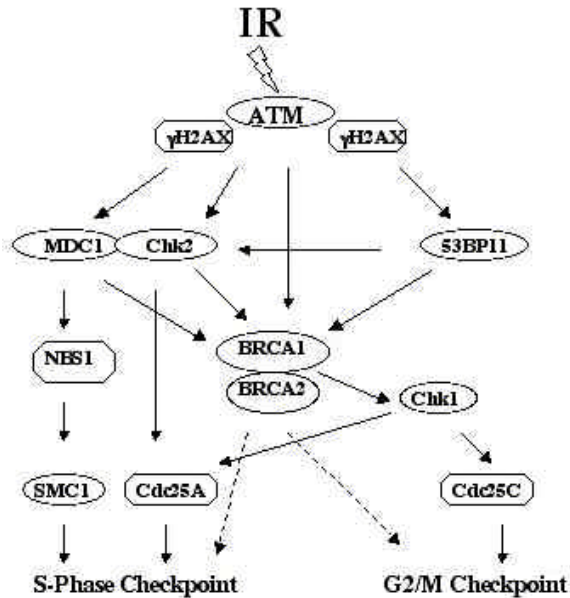 IR
ATM
γH2AX
γH2AX
MDC1
Chk2
53BP11
BRCA1
NBS1
BRCA2
Chk1
SMC1
Cdc25A
Cdc25C
S-Phase Checkpoint
G2/M Checkpoint